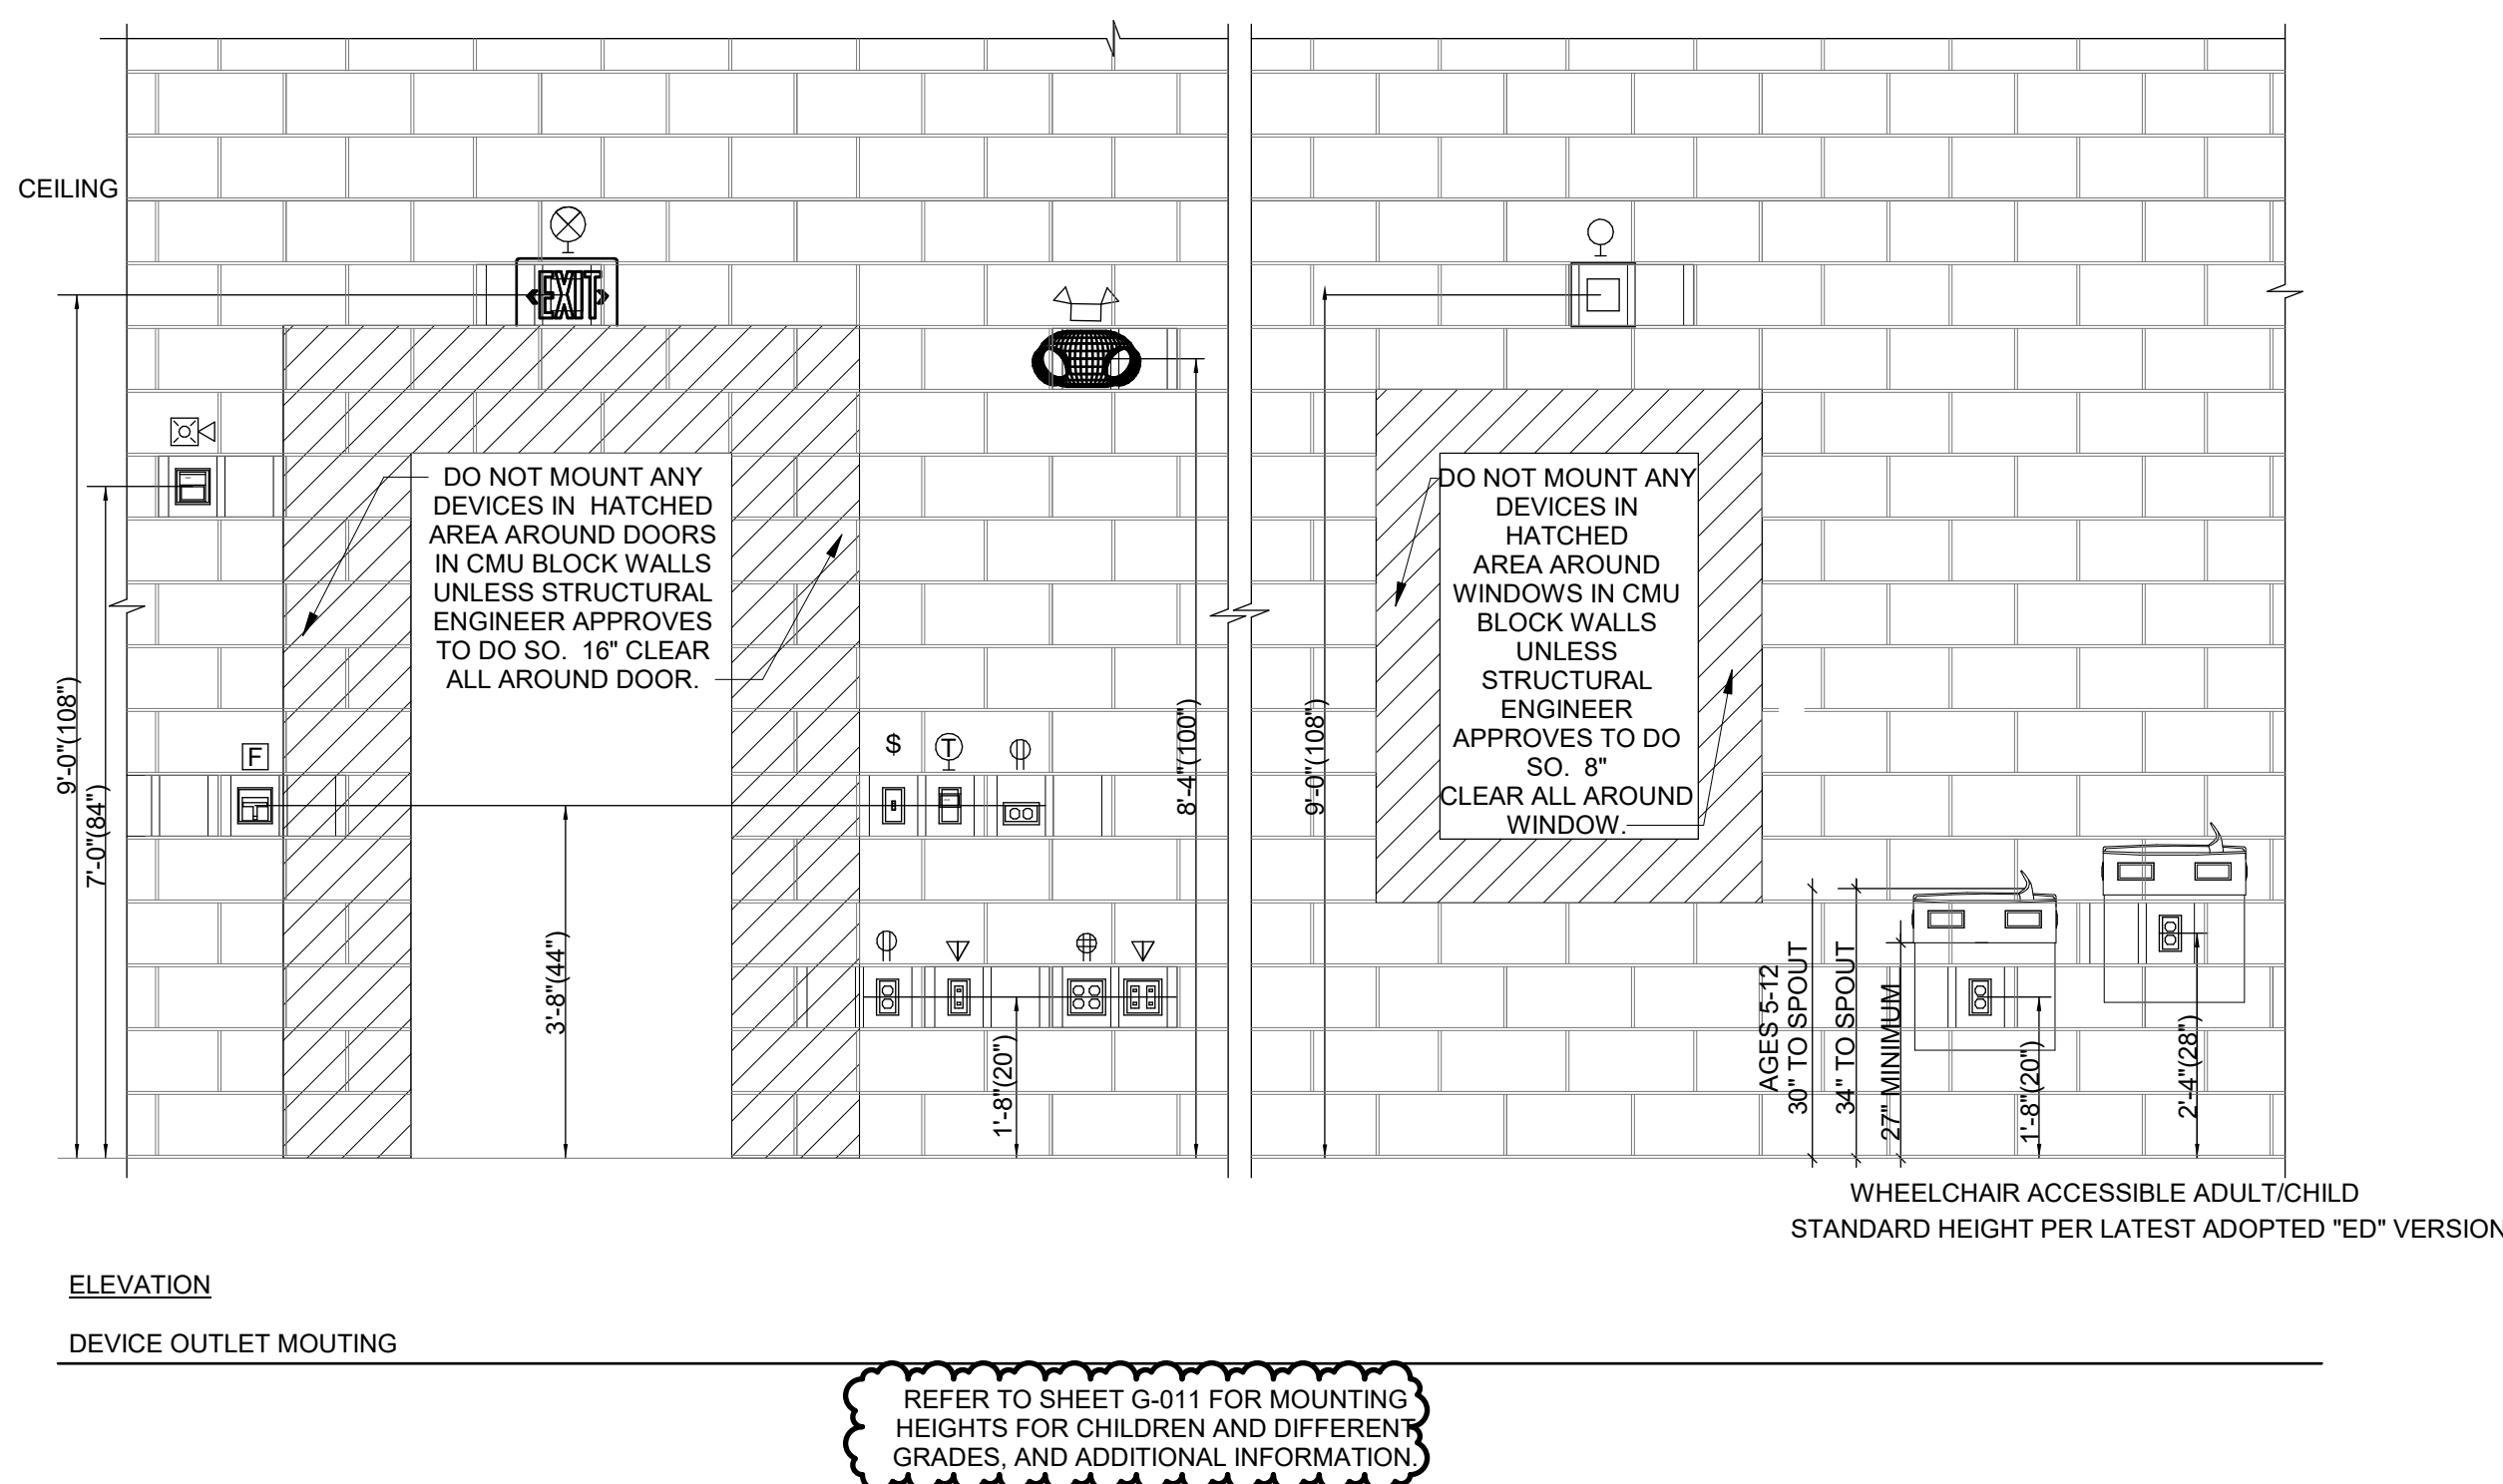 CEILING
EXIT
DO NOT MOUNT ANY
DEVICES IN HATCHED
AREA AROUND DOORS
IN CMU BLOCK WALLS
UNLESS STRUCTURAL
ENGINEER APPROVES
TO DO SO. 16" CLEAR
ALL AROUND DOOR.
DO NOT MOUNT ANY
DEVICES IN
HATCHED
AREA AROUND
WINDOWS IN CMU
BLOCK WALLS
UNLESS
STRUCTURAL
ENGINEER
APPROVES TO DO
SO. 8"
CLEAR ALL AROUND
WINDOW.
9'-0"(108")
7'-0"(84")
F
$
T
3'-8"(44")
1'-8"(20")
8'-4"(100")
9'-0"(108")
AGES 5-12
30" TO SPOUT
34" TO SPOUT
27" MINIMUM
1'-8"(20")
2'-4"(28")
WHEELCHAIR ACCESSIBLE ADULT/CHILD
STANDARD HEIGHT PER LATEST ADOPTED "ED" VERSION
ELEVATION
DEVICE OUTLET MOUTING
REFER TO SHEET G-011 FOR MOUNTING
HEIGHTS FOR CHILDREN AND DIFFERENT
GRADES, AND ADDITIONAL INFORMATION.